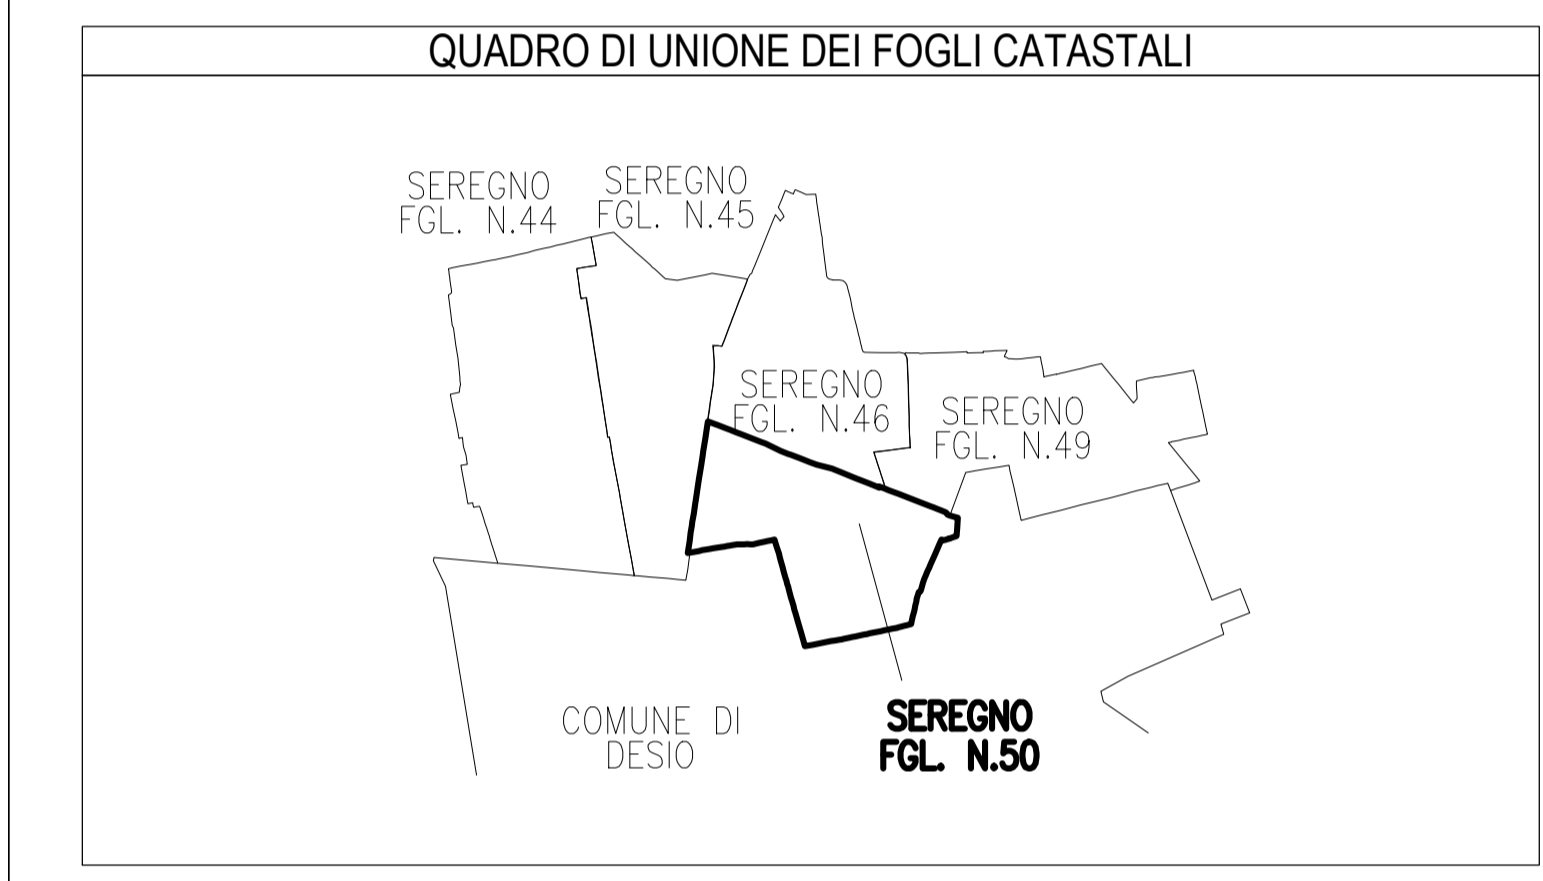 QUADRO DI UNIONE DEI FOGLI CATASTALI
SEREGNO
FGL. N.44
SEREGNO
FGL. N.45
SEREGNO
FGL. N.46
SEREGNO
FGL. N.49
COMUNE DI
DESIO
SEREGNO
FGL. N.50